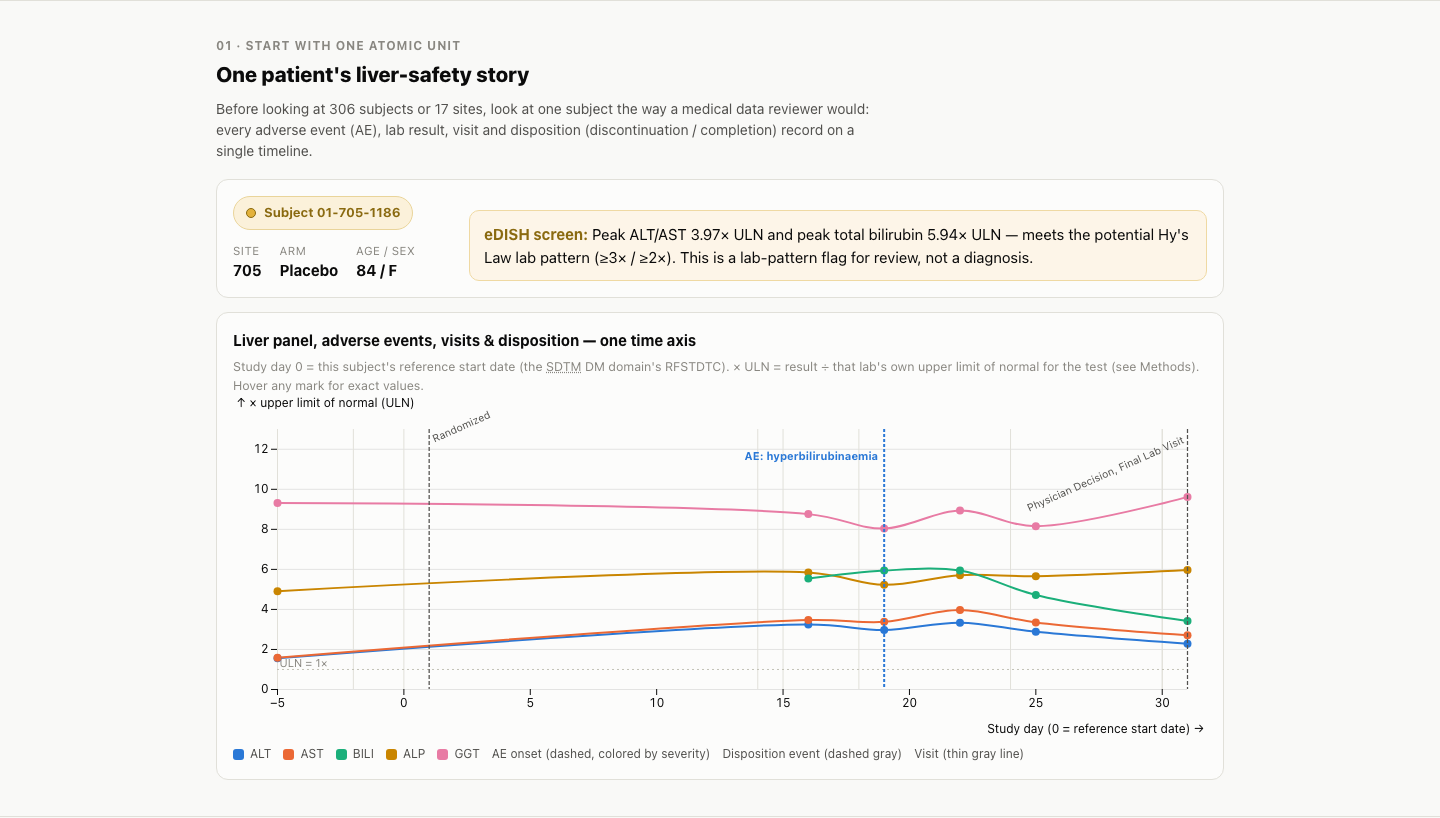 01 · START WITH ONE ATOMIC UNIT
One patient's liver-safety story
Before looking at 306 subjects or 17 sites, look at one subject the way a medical data reviewer would:
every adverse event (AE), lab result, visit and disposition (discontinuation / completion) record on a
single timeline.
Subject 01-705-1186
SITE ARM AGE / SEX
705 Placebo 84 / F
eDISH screen: Peak ALT/AST 3.97× ULN and peak total bilirubin 5.94× ULN — meets the potential Hy's
Law lab pattern (≥3× / ≥2×). This is a lab-pattern flag for review, not a diagnosis.
Liver panel, adverse events, visits & disposition — one time axis
Study day 0 = this subject's reference start date (the SDTM DM domain's RFSTDTC). × ULN = result ÷ that lab's own upper limit of normal for the test (see Methods).
Hover any mark for exact values.
↑ × upper limit of normal (ULN)
Randomized
AE: hyperbilirubinaemia
Physician Decision, Final Lab Visit
12
10
8
6
4
2
ULN = 1×
0
−5 0 5 10 15 20 25 30
Study day (0 = reference start date) →
ALT AST BILI ALP GGT AE onset (dashed, colored by severity) Disposition event (dashed gray) Visit (thin gray line)